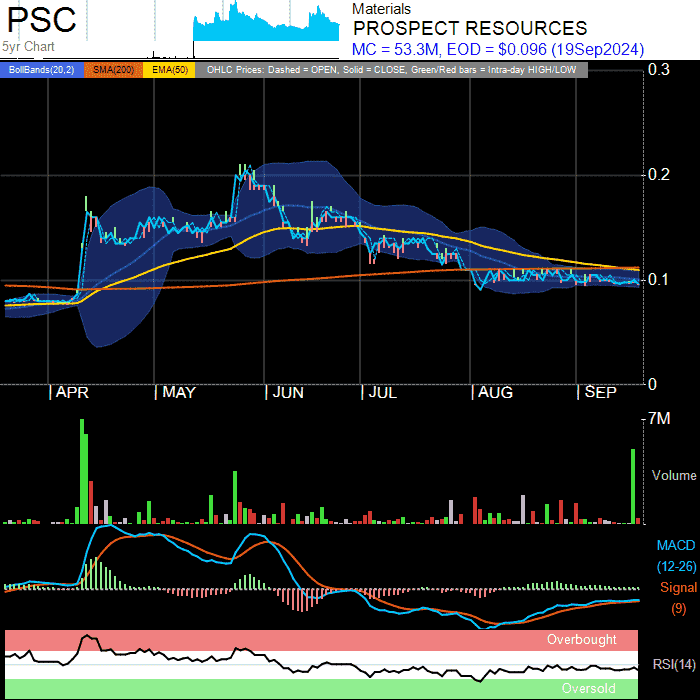 PSC
5yr Chart
Materials
PROSPECT RESOURCES
MC = 53.3M, EOD = $0.096 (19Sep2024)
BollBands(20,2) SMA(200) EMA(50) OHLC Prices: Dashed = OPEN, Solid = CLOSE, Green/Red bars = Intra-day HIGH/LOW
0.3
0.2
0.1
0
APR MAY JUN JUL AUG SEP
7M
Volume
MACD
(12-26)
Signal
(9)
Overbought
RSI(14)
Oversold